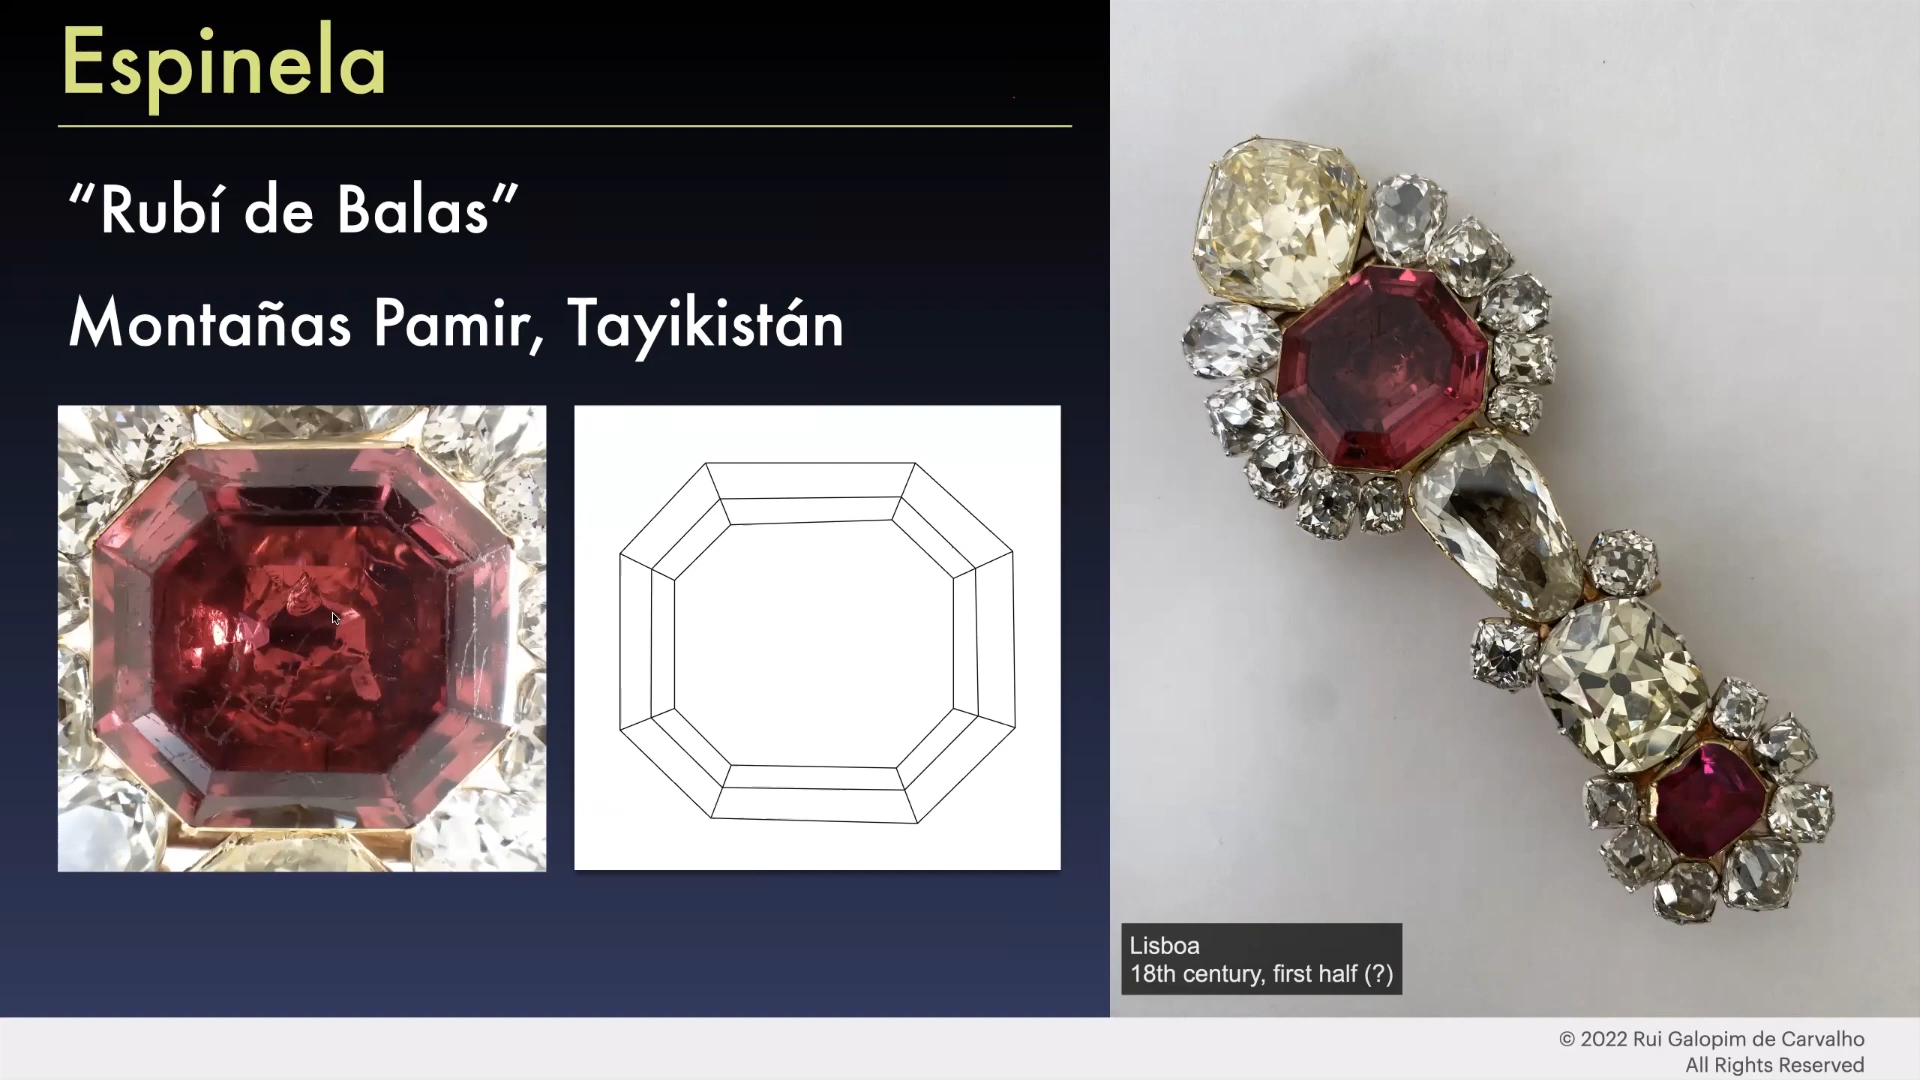 Espinela
“Rubí de Balas”
Montañas Pamir, Tayikistán
Lisboa
18th century, first half (?)
© 2022 Rui Galopim de Carvalho
All Rights Reserved